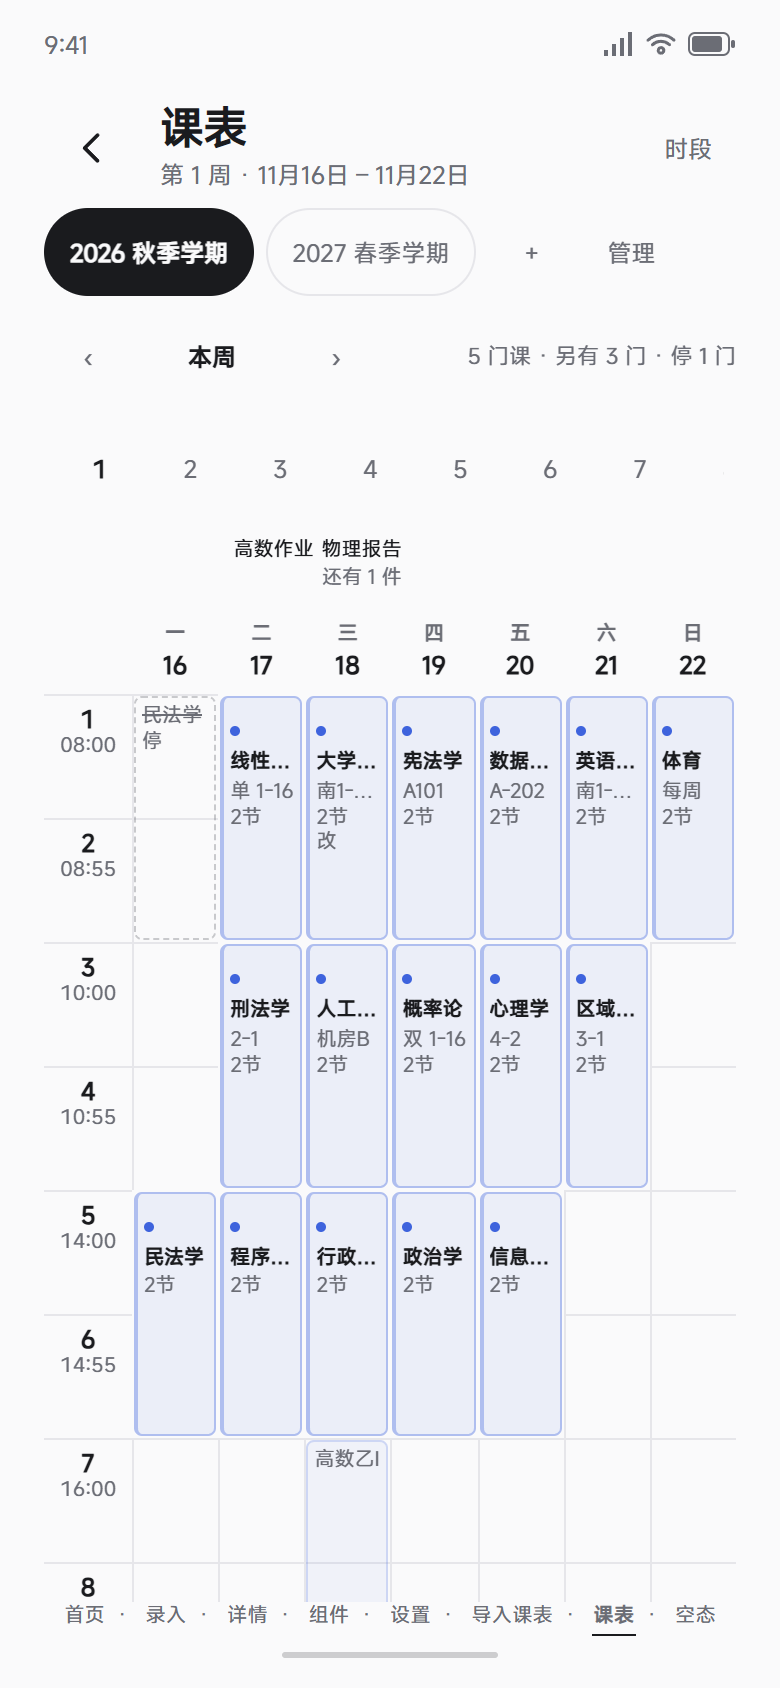 9:41
课表
第 1 周 · 11月16日 – 11月22日
时段
2026 秋季学期
2027 春季学期
+
管理
‹
本周
›
5 门课 · 另有 3 门 · 停 1 门
1 2 3 4 5 6 7
高数作业 物理报告
还有 1 件
一 二 三 四 五 六 日
16 17 18 19 20 21 22
1
08:00
民法学
停
线性…
单 1-16
2节
大学…
南1-…
2节
改
宪法学
A101
2节
数据…
A-202
2节
英语…
南1-…
2节
体育
每周
2节
2
08:55
3
10:00
刑法学
2-1
2节
人工…
机房B
2节
概率论
双 1-16
2节
心理学
4-2
2节
区域…
3-1
2节
4
10:55
5
14:00
民法学
2节
程序…
2节
行政…
2节
政治学
2节
信息…
2节
6
14:55
7
16:00
高数乙I
8
首页 · 录入 · 详情 · 组件 · 设置 · 导入课表 · 课表 · 空态